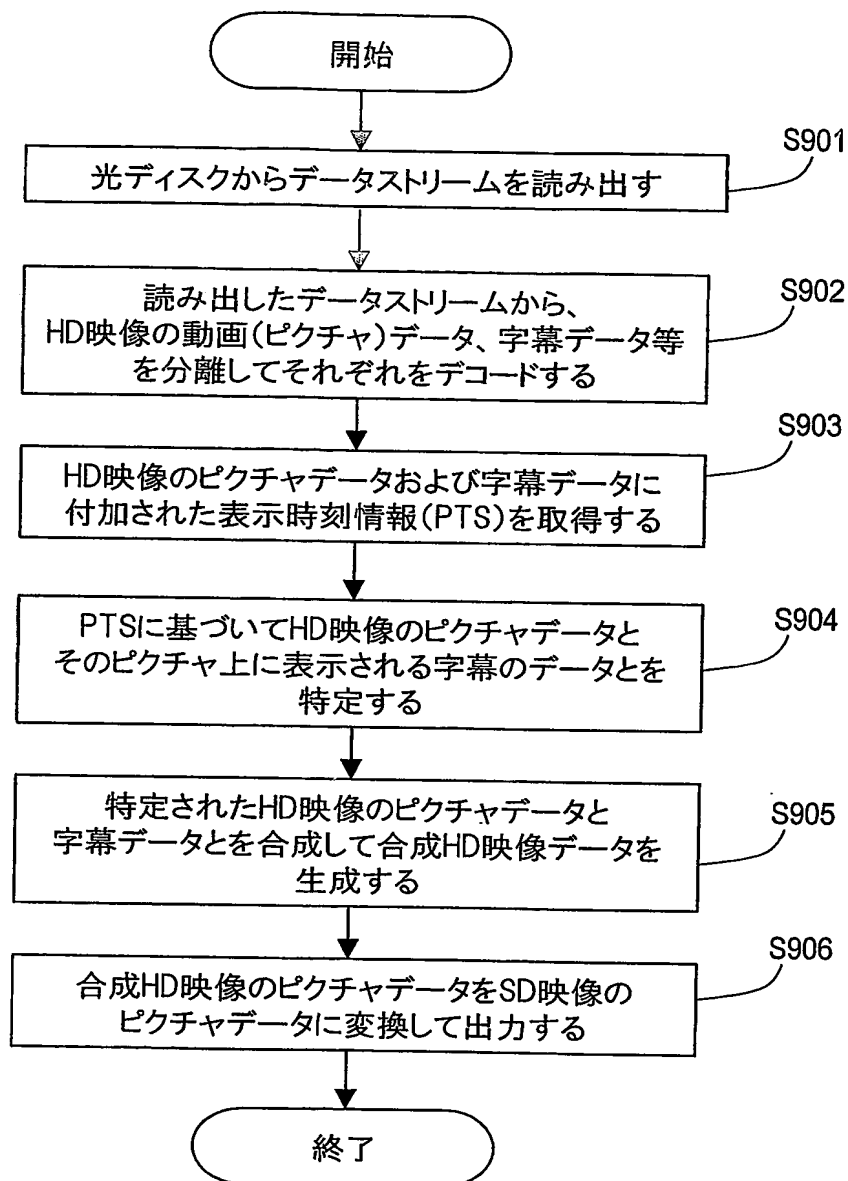 開始
S901
光ディスクからデータストリームを読み出す
S902
読み出したデータストリームから、
HD映像の動画(ピクチャ)データ、字幕データ等
を分離してそれぞれをデコードする
S903
HD映像のピクチャデータおよび字幕データに
付加された表示時刻情報(PTS)を取得する
S904
PTSに基づいてHD映像のピクチャデータと
そのピクチャ上に表示される字幕のデータとを
特定する
S905
特定されたHD映像のピクチャデータと
字幕データとを合成して合成HD映像データを
生成する
S906
合成HD映像のピクチャデータをSD映像の
ピクチャデータに変換して出力する
終了